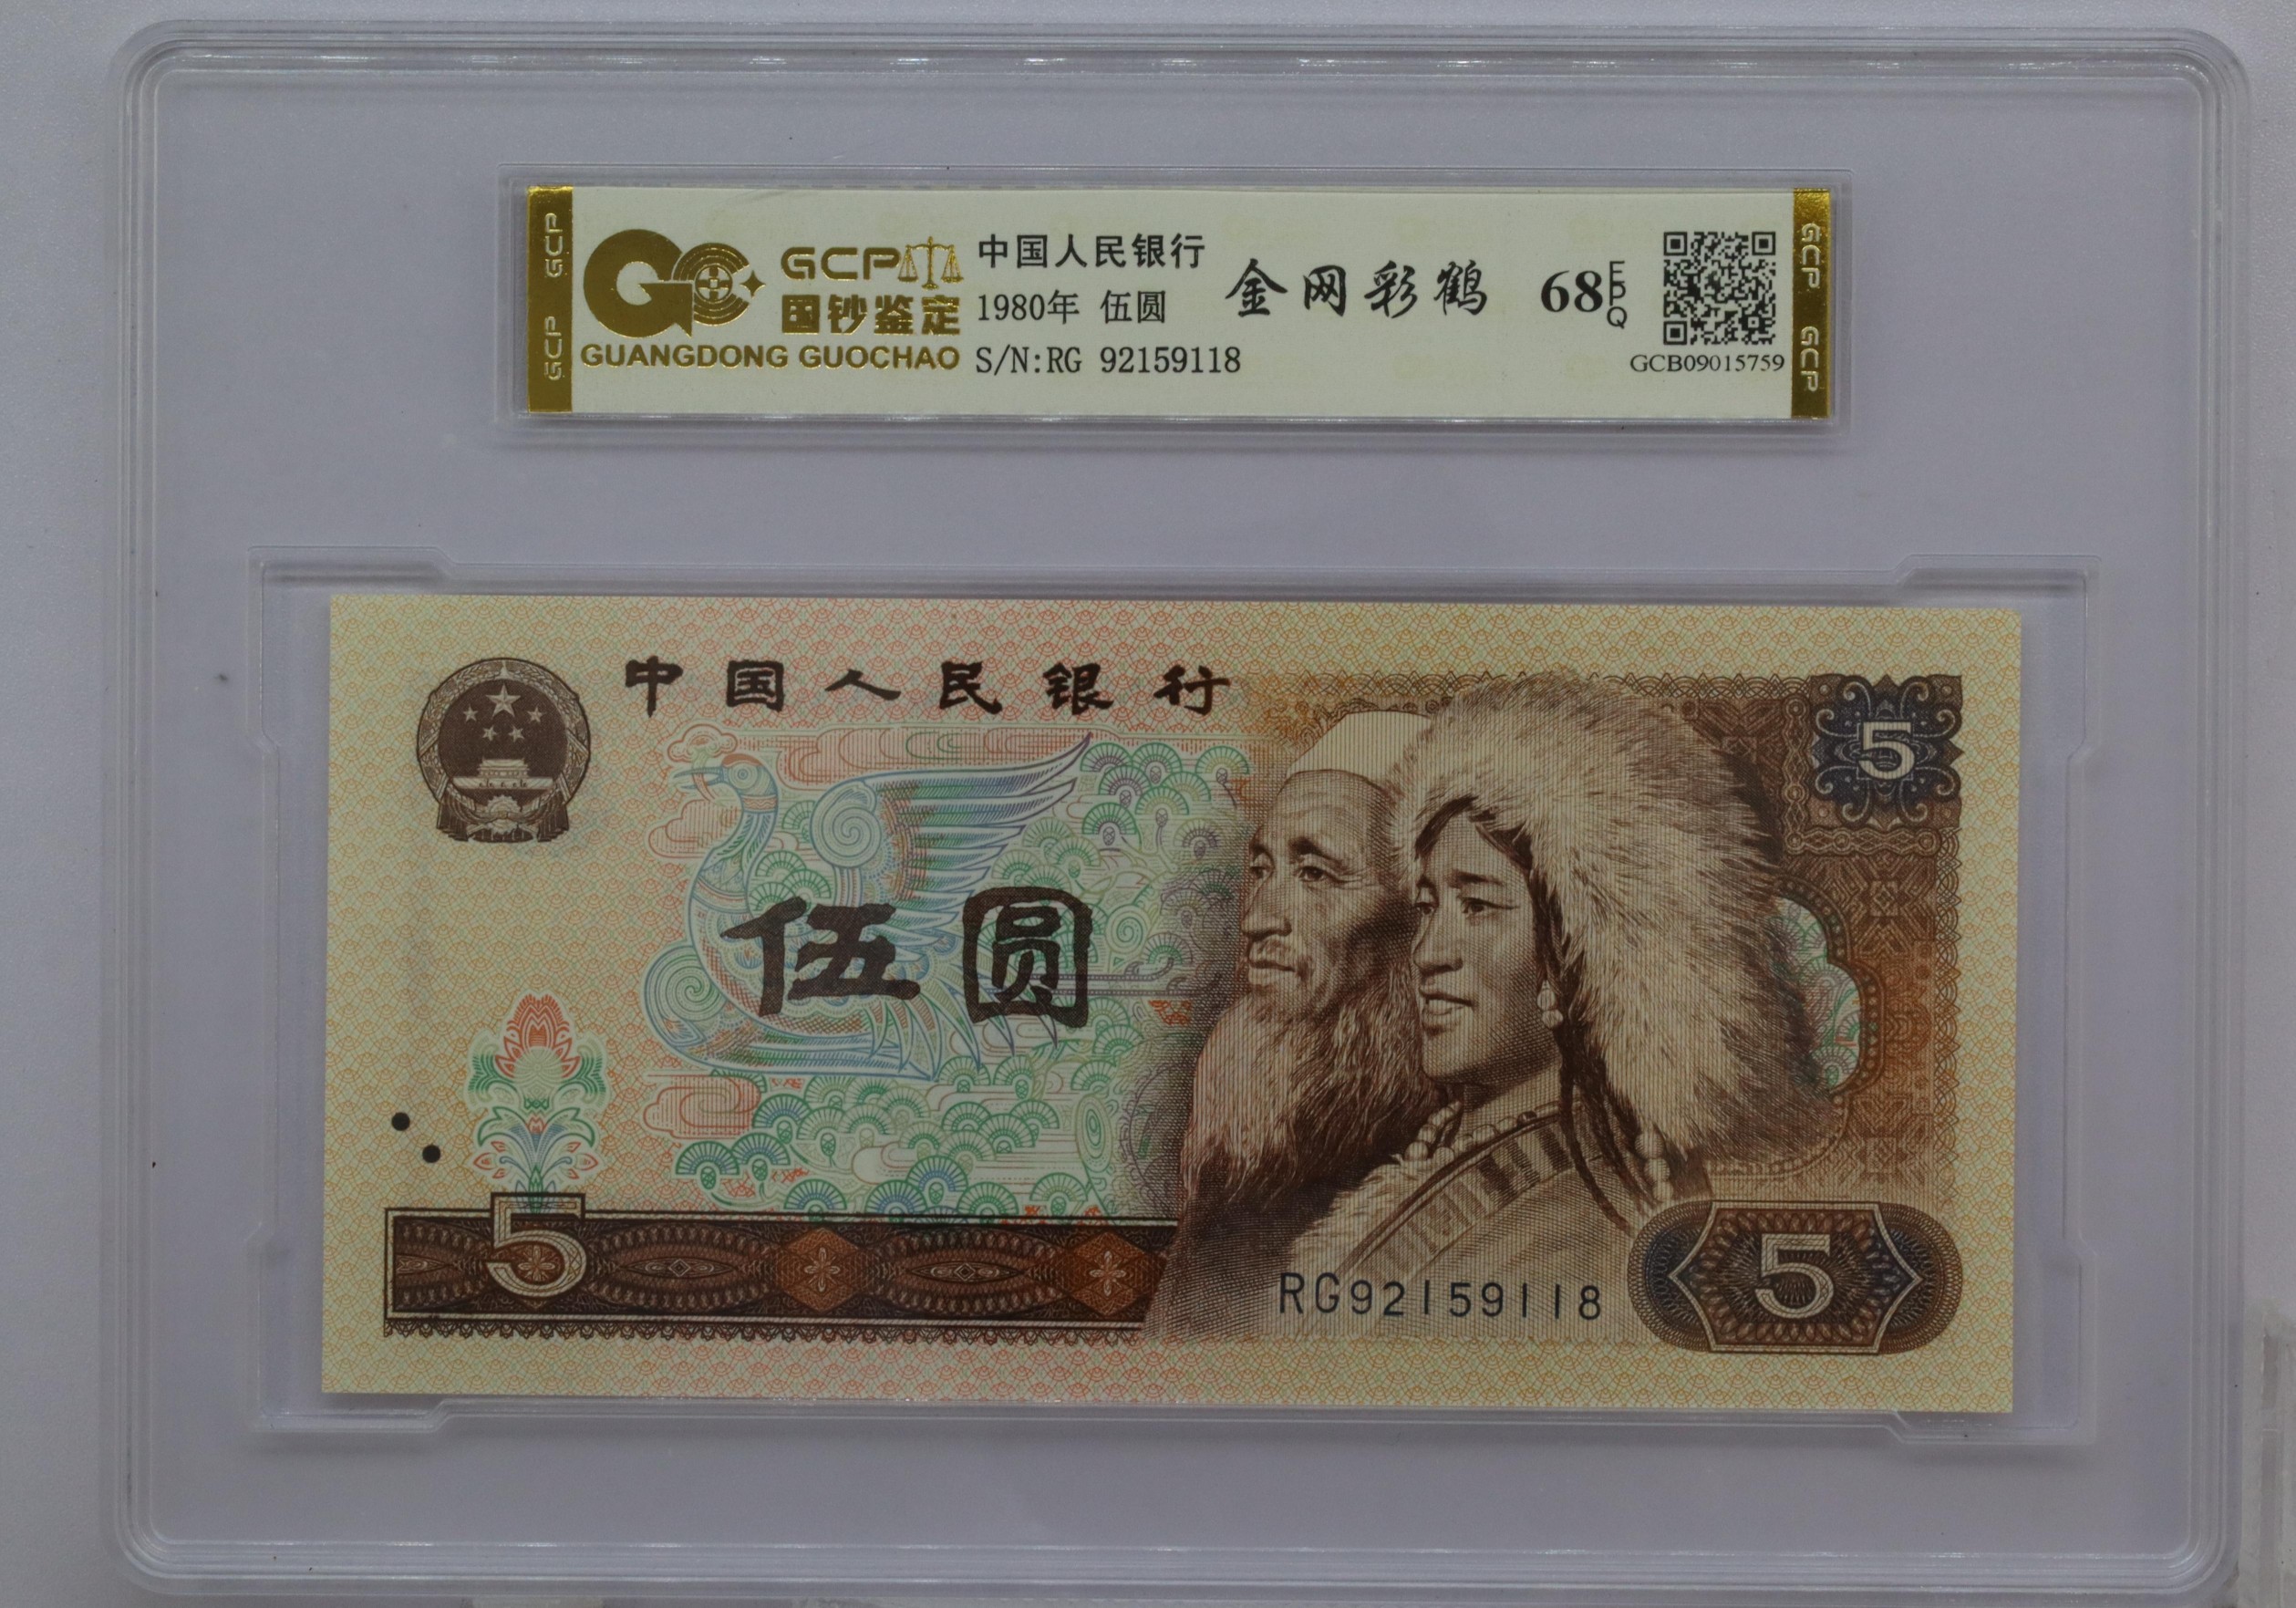 GCP GCP
GCP
国钞鉴定
GUANGDONG GUOCHAO
中国人民银行
1980年 伍圆
S/N:RG 92159118
金网彩鹤
68 EPQ
GCB09015759
GCP GCP
中国人民银行
5
伍圆
5
RG92159118
5